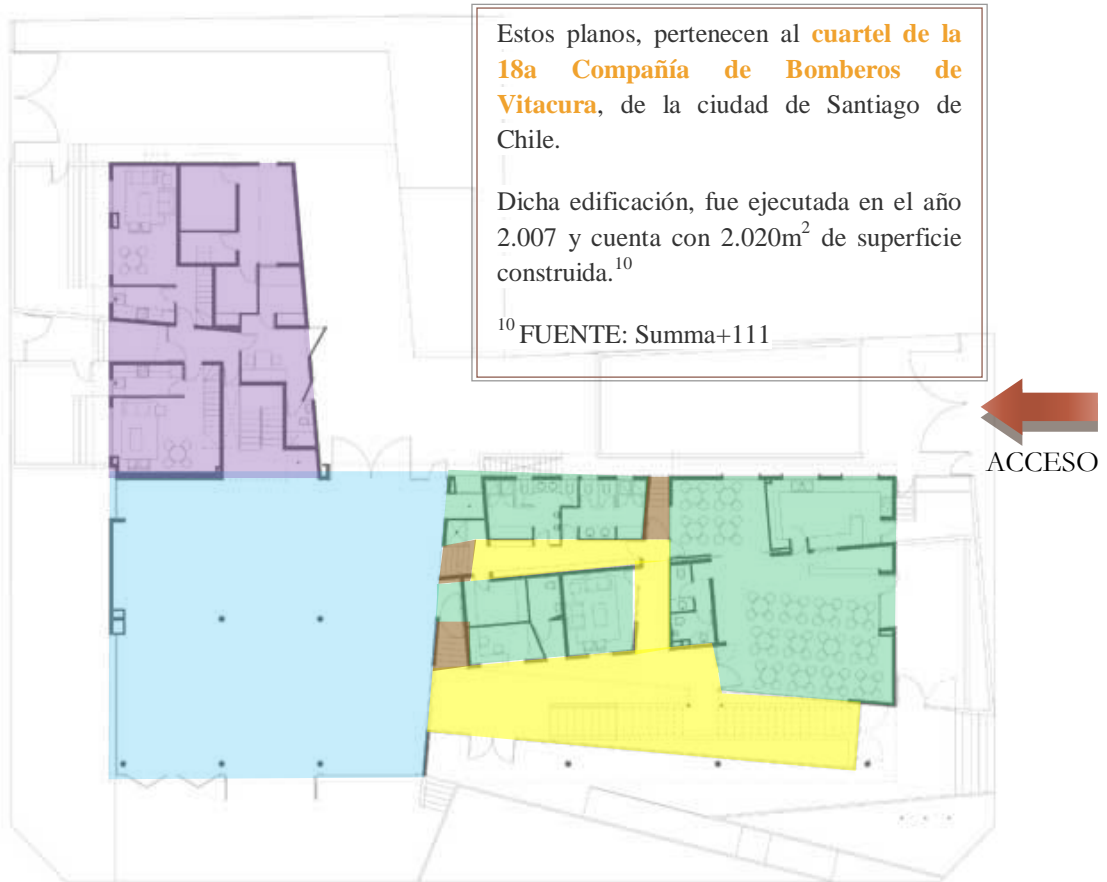 Estos planos, pertenecen al cuartel de la
18a Compañía de Bomberos de
Vitacura, de la ciudad de Santiago de
Chile.
Dicha edificación, fue ejecutada en el año
2.007 y cuenta con 2.020m² de superficie
construida.¹⁰
¹⁰ FUENTE: Summa+111
ACCESO